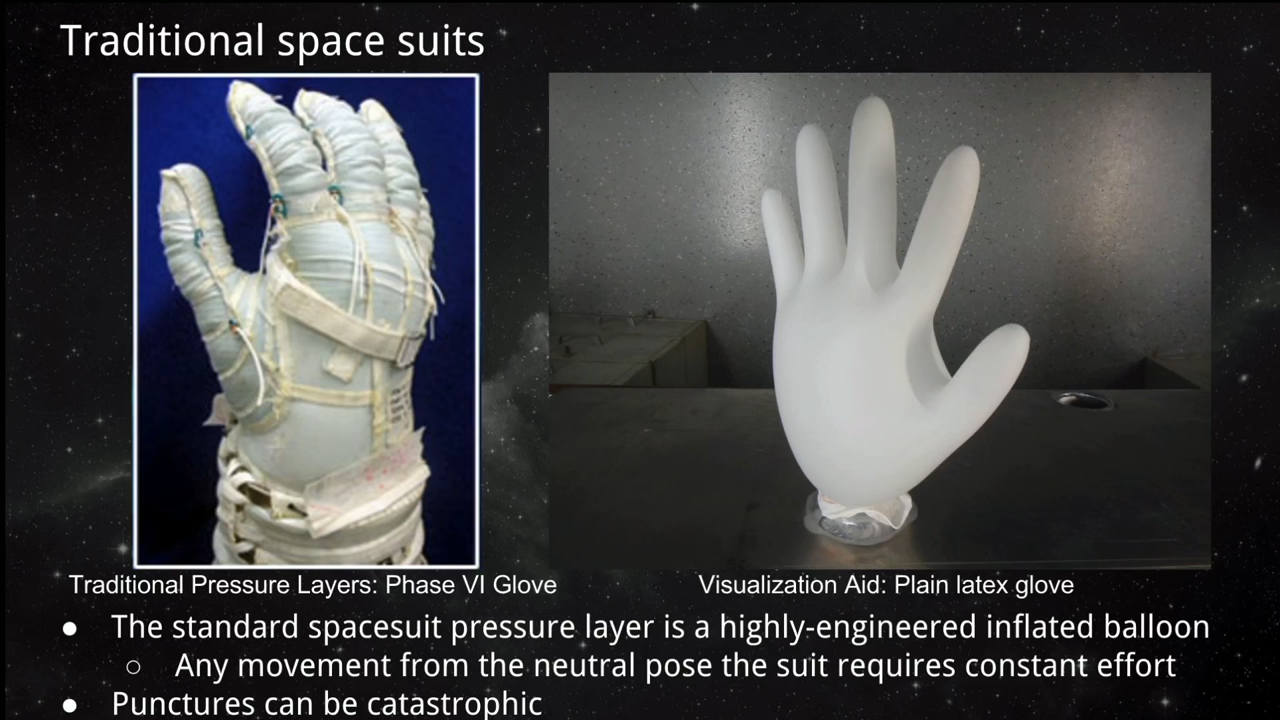 Traditional space suits
Traditional Pressure Layers: Phase VI Glove
Visualization Aid: Plain latex glove
● The standard spacesuit pressure layer is a highly-engineered inflated balloon
○ Any movement from the neutral pose the suit requires constant effort
● Punctures can be catastrophic